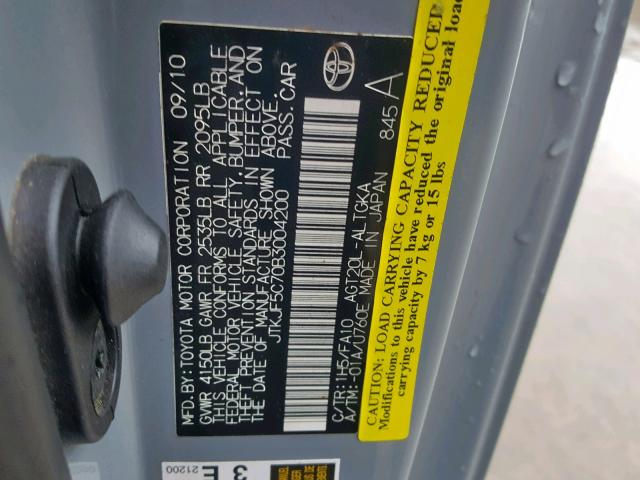 MFD. BY: TOYOTA MOTOR CORPORATION 09/10
GVWR 4150LB GAWR FR 2535LB RR 2095LB
THIS VEHICLE CONFORMS TO ALL APPLICABLE
FEDERAL MOTOR VEHICLE SAFETY, BUMPER, AND
THEFT PREVENTION STANDARDS IN EFFECT ON
THE DATE OF MANUFACTURE SHOWN ABOVE.
JTKJF5C70B3004200 PASS. CAR
C/TR: 1H5/FA10 AGT20L-ALTGKA
A/TM: -01A/U760E MADE IN JAPAN 845 A
CAUTION: LOAD CARRYING CAPACITY REDUCED
Modifications to this vehicle have reduced the original load
carrying capacity by 7 kg or 15 lbs
21200